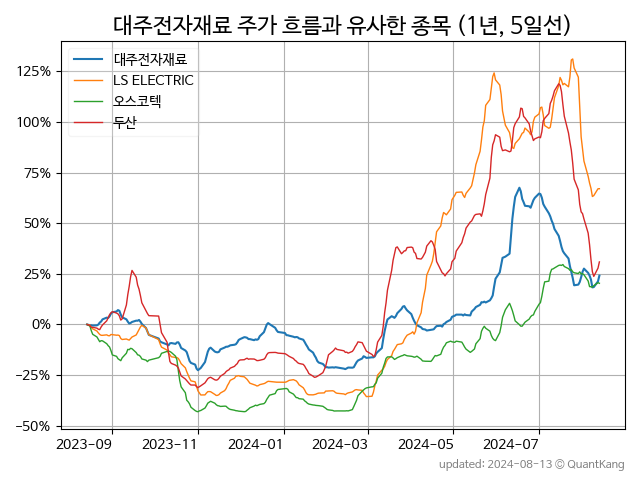 대주전자재료 주가 흐름과 유사한 종목 (1년, 5일선)
대주전자재료
LS ELECTRIC
오스코텍
두산
125%
100%
75%
50%
25%
0%
−25%
−50%
2023-09 2023-11 2024-01 2024-03 2024-05 2024-07
updated: 2024-08-13 © QuantKang